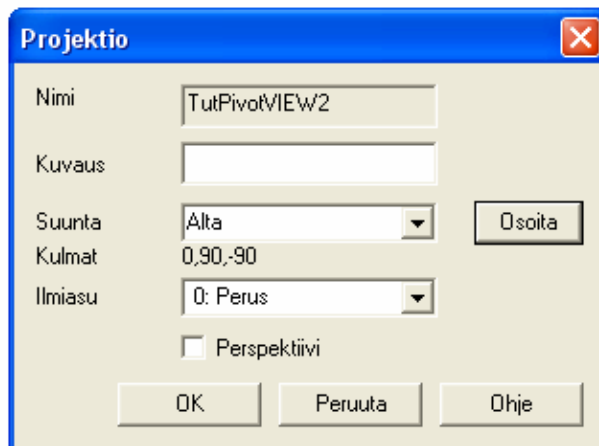 Projektio
Nimi TutPivotVIEW2
Kuvaus
Suunta Alta Osoita
Kulmat 0,90,-90
Ilmiasu 0: Perus
Perspektiivi
OK Peruuta Ohje